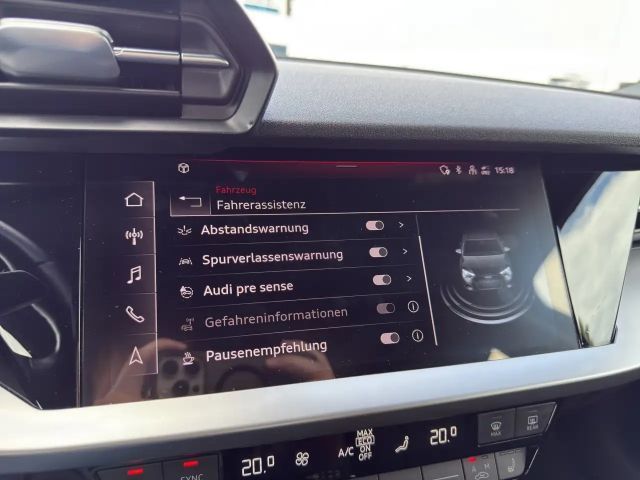 15:18
Fahrzeug
Fahrerassistenz
Abstandswarnung
Spurverlassenswarnung
Audi pre sense
Gefahreninformationen
Pausenempfehlung
20.0
A/C
MAX
ECO
ON
OFF
20.0
MAX
REAR
SYNC
A M